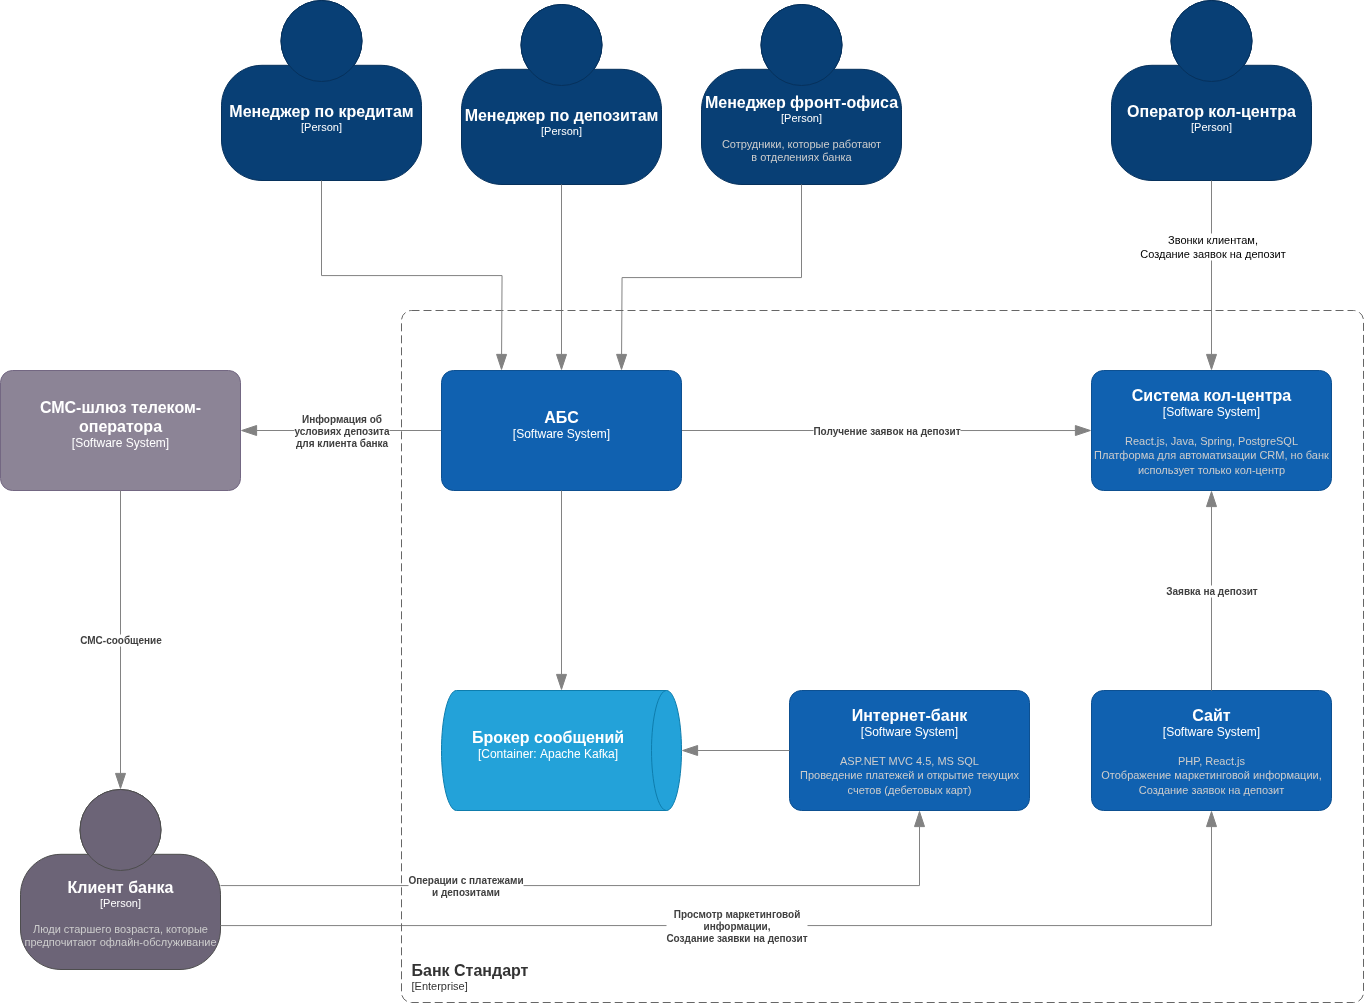 Менеджер по кредитам
[Person]
Менеджер по депозитам
[Person]
Менеджер фронт-офиса
[Person]
Сотрудники, которые работают
в отделениях банка
Оператор кол-центра
[Person]
Звонки клиентам,
Создание заявок на депозит
СМС-шлюз телеком-
оператора
[Software System]
Информация об
условиях депозита
для клиента банка
АБС
[Software System]
Получение заявок на депозит
Система кол-центра
[Software System]
React.js, Java, Spring, PostgreSQL
Платформа для автоматизации CRM, но банк
использует только кол-центр
Заявка на депозит
СМС-сообщение
Брокер сообщений
[Container: Apache Kafka]
Интернет-банк
[Software System]
ASP.NET MVC 4.5, MS SQL
Проведение платежей и открытие текущих
счетов (дебетовых карт)
Сайт
[Software System]
PHP, React.js
Отображение маркетинговой информации,
Создание заявок на депозит
Клиент банка
[Person]
Люди старшего возраста, которые
предпочитают офлайн-обслуживание
Операции с платежами
и депозитами
Просмотр маркетинговой
информации,
Создание заявки на депозит
Банк Стандарт
[Enterprise]